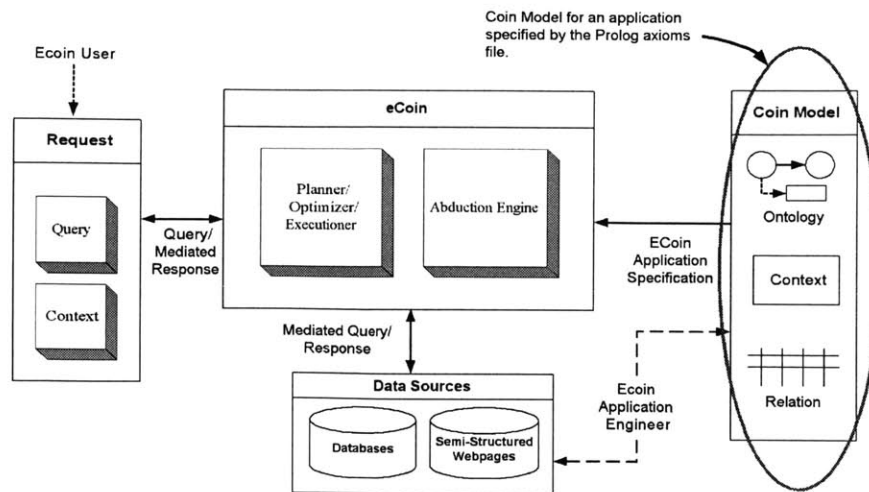 Coin Model for an application
specified by the Prolog axioms
file.
Ecoin User
Request
Query
Context
Query/
Mediated
Response
eCoin
Planner/
Optimizer/
Executioner
Abduction Engine
ECoin
Application
Specification
Coin Model
Ontology
Context
Relation
Mediated Query/
Response
Data Sources
Databases
Semi-Structured
Webpages
Ecoin
Application
Engineer